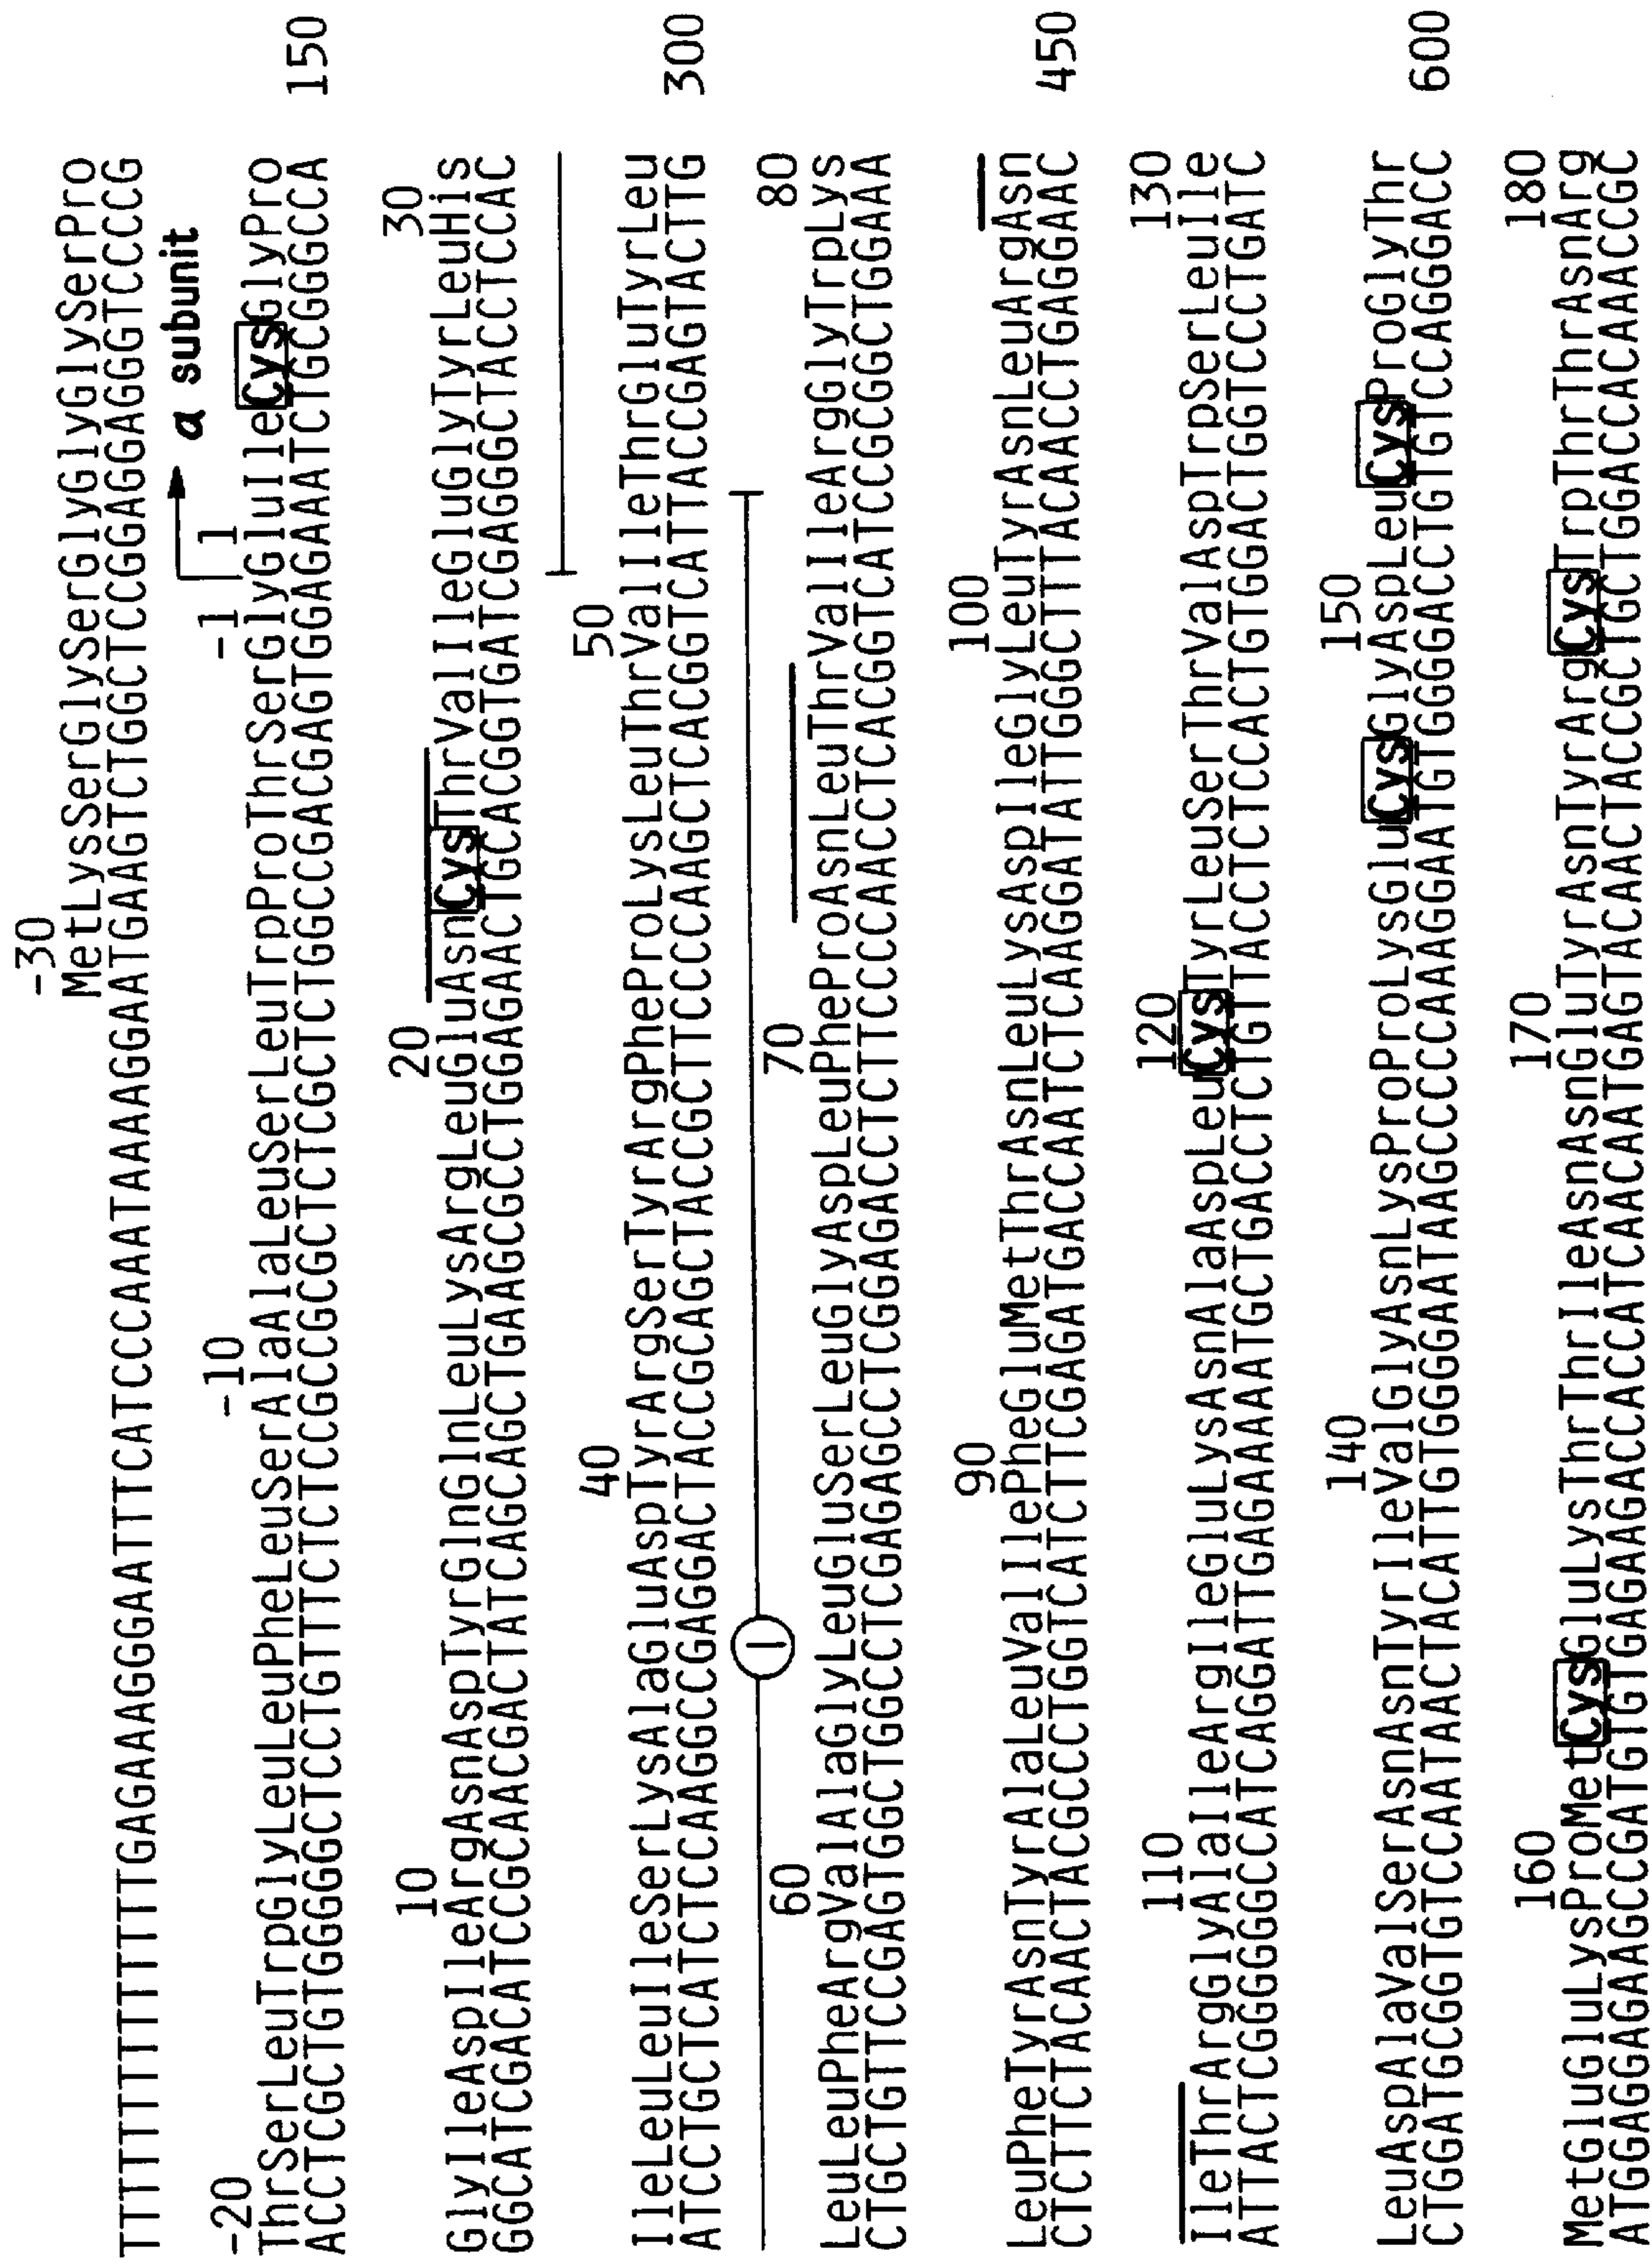 -30
MetLysSerGlySerGlyGlyGlySerPro
TTTTTTTTTTTTTTGAGAAAGGGAATTTCATCCCAAATAAAAGGAATGAAGTCTGGCTCCGGAGGAGGGTCCCCG
α subunit
-20 -10 -1 1
ThrSerLeuTrpGlyLeuLeuPheLeuSerAlaAlaLeuSerLeuTrpProThrSerGlyGluIleCysGlyPro
ACCTCGCTGTGGGGGCTCCTGTTTCTCTCCGCCGCGCTCTCGCTCTGGCCGACGAGTGGAGAAATCTGCGGGCCA 150
10 20 30
GlyIleAspIleArgAsnAspTyrGlnGlnLeuLysArgLeuGluAsnCysThrValIleGluGlyTyrLeuHis
GGCATCGACATCCGCAACGACTATCAGCAGCTGAAGCGCCTGGAGAACTGCACGGTGATCGAGGGCTACCTCCAC
40 50
IleLeuLeuIleSerLysAlaGluAspTyrArgSerTyrArgPheProLysLeuThrValIleThrGluTyrLeu
ATCCTGCTCATCTCCAAGGCCGAGGACTACCGCAGCTACCGCTTCCCCAAGCTCACGGTCATTACCGAGTACTTG 300
I
60 70 80
LeuLeuPheArgValAlaGlyLeuGluSerLeuGlyAspLeuPheProAsnLeuThrValIleArgGlyTrpLys
CTGCTGTTCCGAGTGGCTGGCCTCGAGAGCCTCGGAGACCTCTTCCCCAACCTCACGGTCATCCGCGGCTGGAAA
90 100
LeuPheTyrAsnTyrAlaLeuValIlePheGluMetThrAsnLeuLysAspIleGlyLeuTyrAsnLeuArgAsn
CTCTTCTACAACTACGCCCTGGTCATCTTCGAGATGACCAATCTCAAGGATATTGGGCTTTACAACCTGAGGAAC 450
110 120 130
IleThrArgGlyAlaIleArgIleGluLysAsnAlaAspLeuCysTyrLeuSerThrValAspTrpSerLeuIle
ATTACTCGGGGGGCCATCAGGATTGAGAAAAATGCTGACCTCTGTTACCTCTCCACTGTGGACTGGTCCCTGATC
140 150
LeuAspAlaValSerAsnAsnTyrIleValGlyAsnLysProProLysGluCysGlyAspLeuCysProGlyThr
CTGGATGCGGTGTCCAATAACTACATTGTGGGGAATAAGCCCCCAAAGGAATGTGGGGACCTGTGTCCAGGGACC 600
160 170 180
MetGluGluLysProMetCysGluLysThrThrIleAsnAsnGluTyrAsnTyrArgCysTrpThrThrAsnArg
ATGGAGGAGAAGCCGATGTGTGAGAAGACCACCATCAACAATGAGTACAACTACCGCTGCTGGACCACAAACCGC